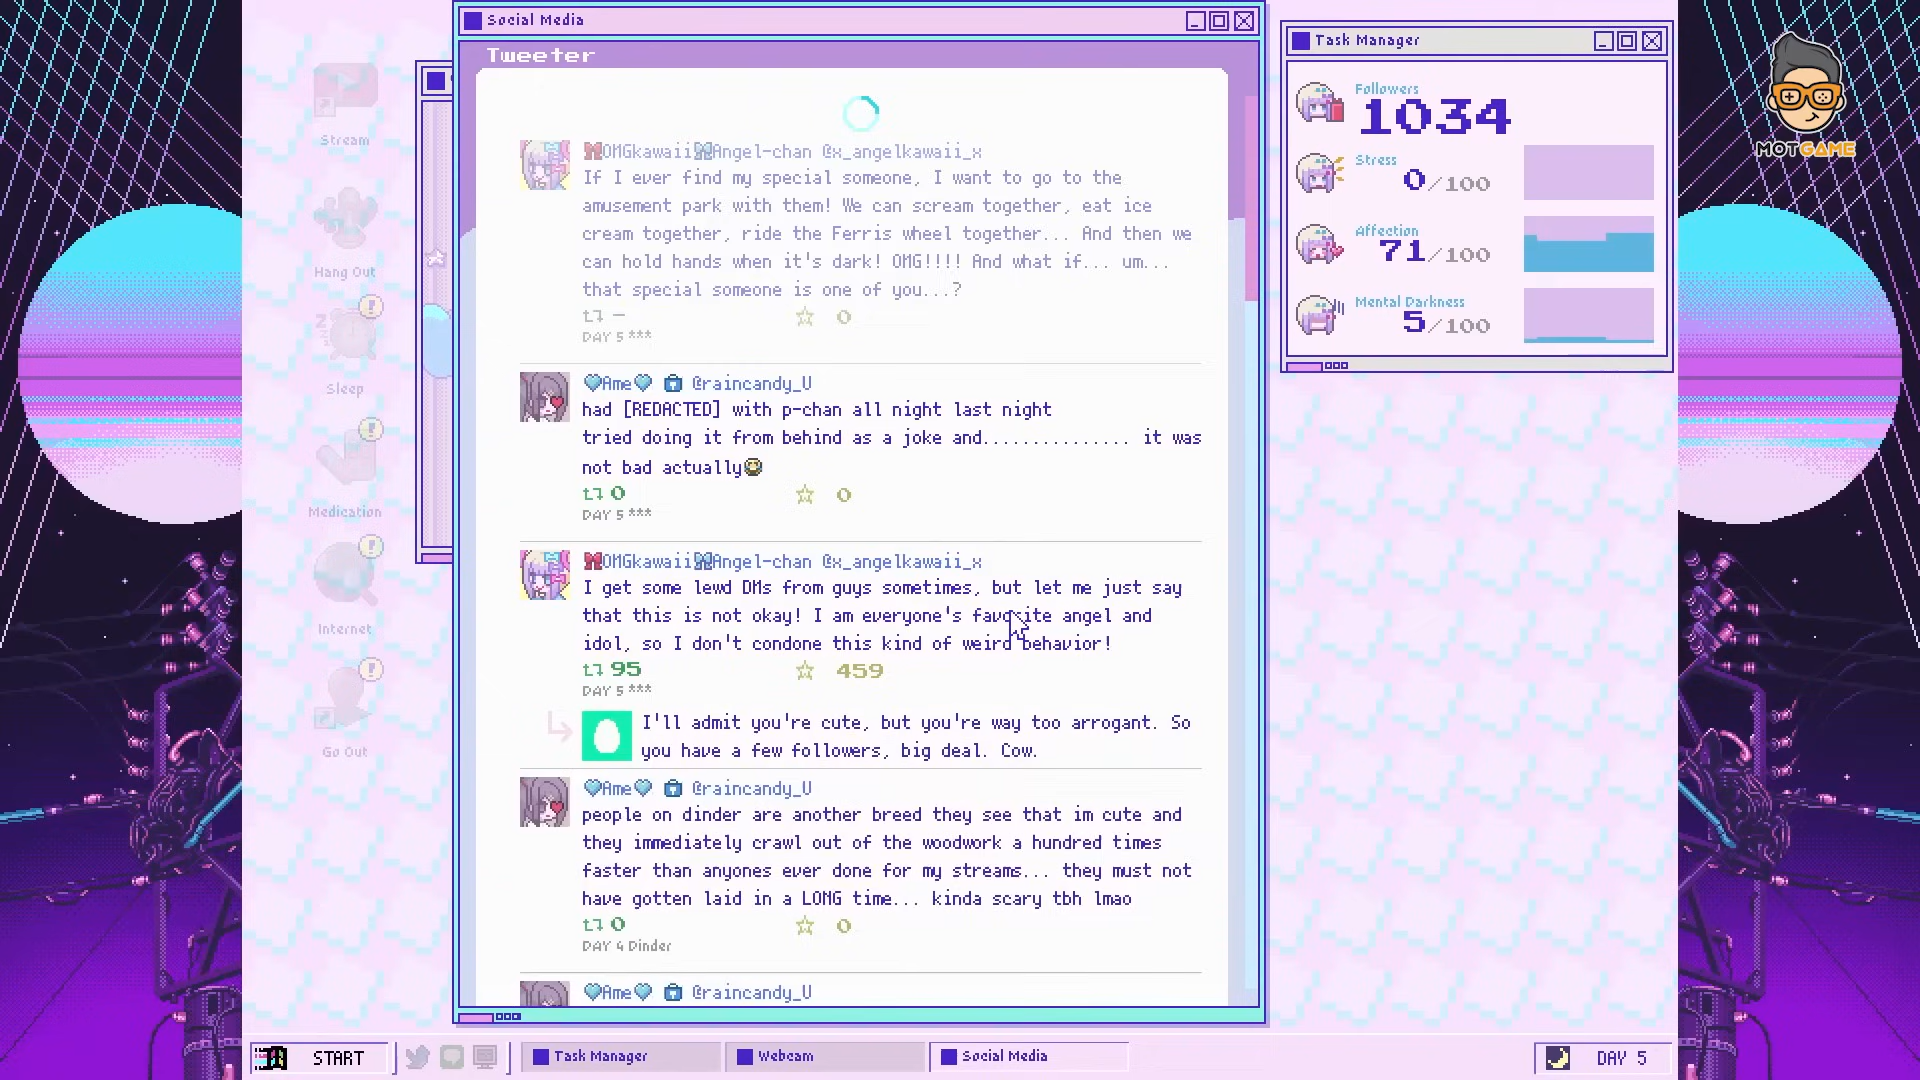 Social Media
Tweeter
OMGkawaii Angel-chan @x_angelkawaii_x
If I ever find my special someone, I want to go to the
amusement park with them! We can scream together, eat ice
cream together, ride the Ferris wheel together... And then we
can hold hands when it's dark! OMG!!!! And what if... um...
that special someone is one of you...?
— 0
DAY 5 ***
Ame @raincandy_U
had [REDACTED] with p-chan all night last night
tried doing it from behind as a joke and............... it was
not bad actually
0 0
DAY 5 ***
OMGkawaii Angel-chan @x_angelkawaii_x
I get some lewd DMs from guys sometimes, but let me just say
that this is not okay! I am everyone's favorite angel and
idol, so I don't condone this kind of weird behavior!
95 459
DAY 5 ***
I'll admit you're cute, but you're way too arrogant. So
you have a few followers, big deal. Cow.
Ame @raincandy_U
people on dinder are another breed they see that im cute and
they immediately crawl out of the woodwork a hundred times
faster than anyones ever done for my streams... they must not
have gotten laid in a LONG time... kinda scary tbh lmao
0 0
DAY 4 Dinder
Ame @raincandy_U
Task Manager
Followers
1034
Stress
0/100
Affection
71/100
Mental Darkness
5/100
MOTGAME
Stream
Hang Out
Sleep
Medication
Internet
Go Out
START
Task Manager
Webcam
Social Media
DAY 5